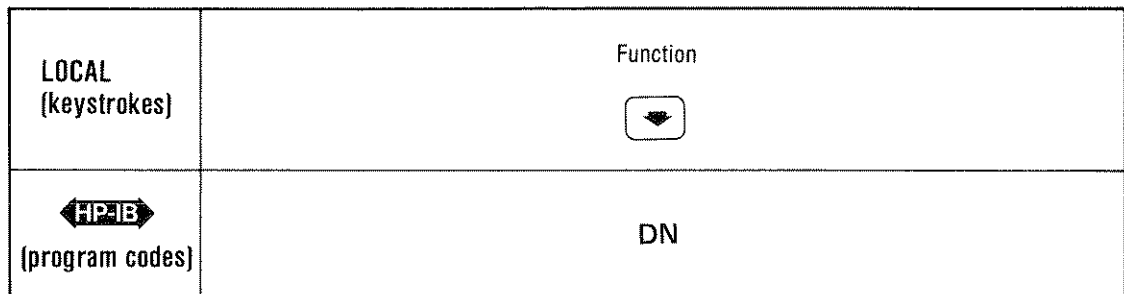 LOCAL
(keystrokes)
Function
HP-IB
(program codes)
DN